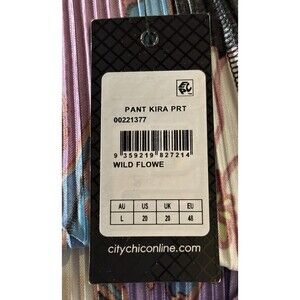 PANT KIRA PRT
00221377
9 359219 827214
WILD FLOWE
AU US UK EU
L 20 20 48
citychiconline.com